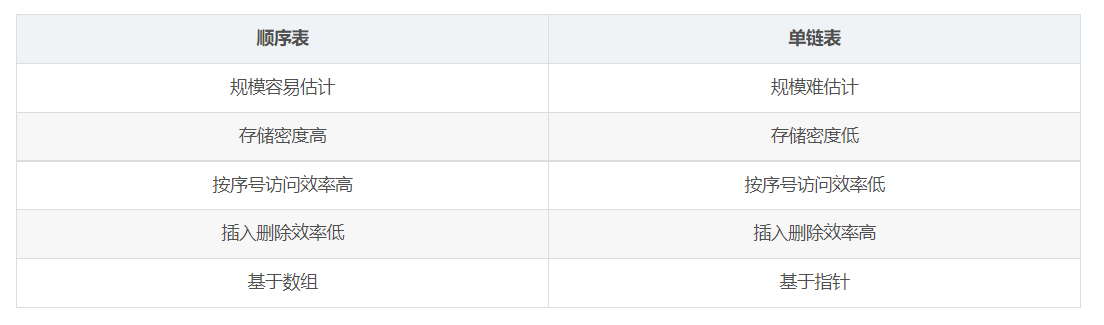 顺序表 单链表
规模容易估计 规模难估计
存储密度高 存储密度低
按序号访问效率高 按序号访问效率低
插入删除效率低 插入删除效率高
基于数组 基于指针